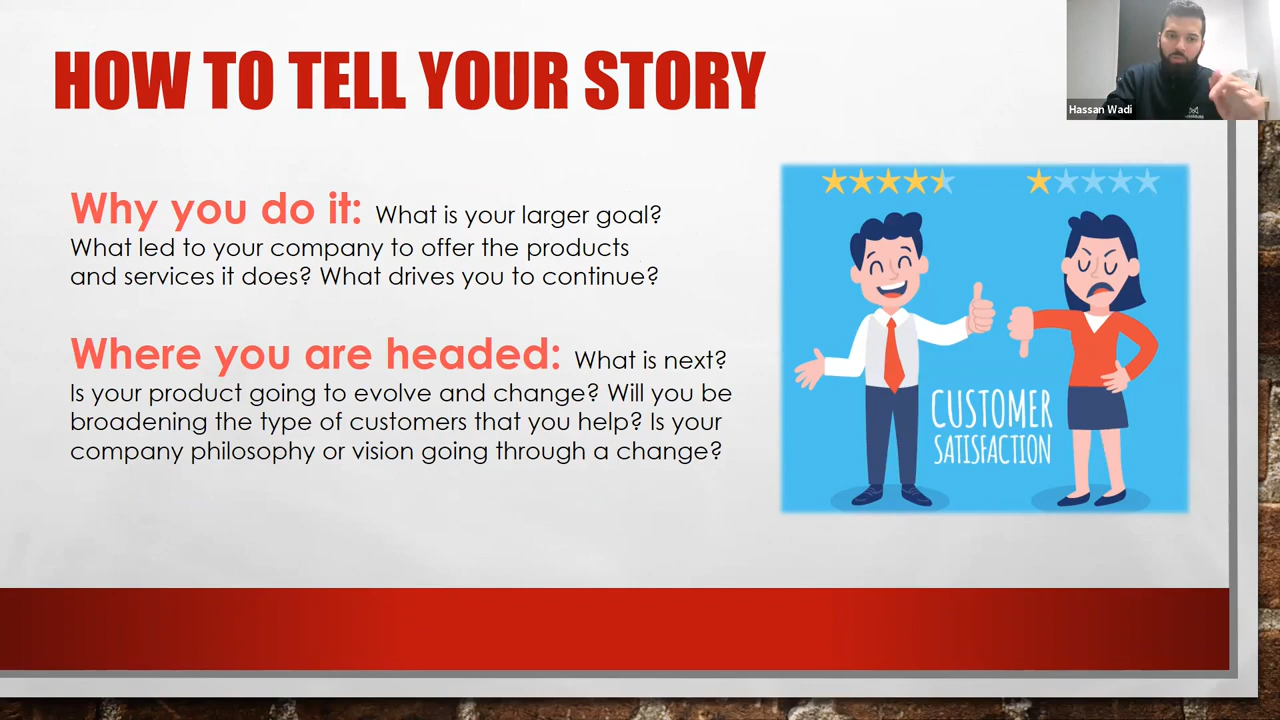 HOW TO TELL YOUR STORY
Hassan Wadi
Why you do it: What is your larger goal?
What led to your company to offer the products
and services it does? What drives you to continue?
Where you are headed: What is next?
Is your product going to evolve and change? Will you be
broadening the type of customers that you help? Is your
company philosophy or vision going through a change?
CUSTOMER
SATISFACTION